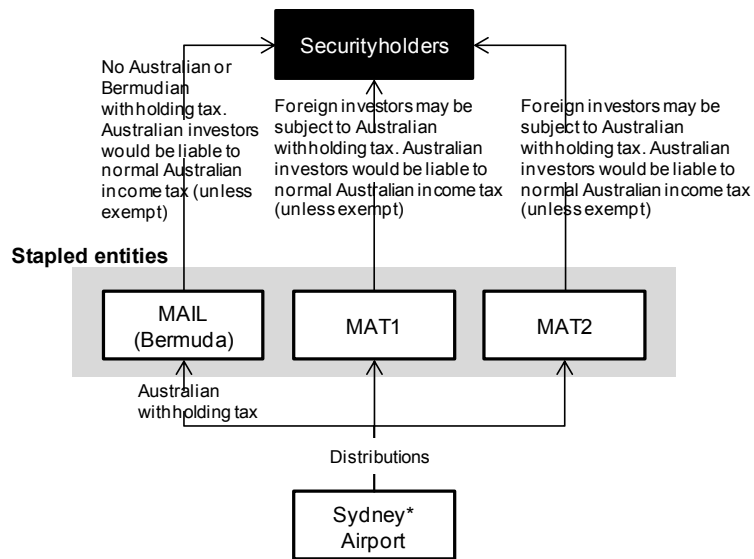 Securityholders
No Australian or
Bermudian
withholding tax.
Australian investors
would be liable to
normal Australian
income tax (unless
exempt)
Foreign investors may be
subject to Australian
withholding tax. Australian
investors would be liable to
normal Australian income tax
(unless exempt)
Foreign investors may be
subject to Australian
withholding tax. Australian
investors would be liable to
normal Australian income tax
(unless exempt)
Stapled entities
MAIL
(Bermuda)
MAT1
MAT2
Australian
withholding tax
Distributions
Sydney*
Airport